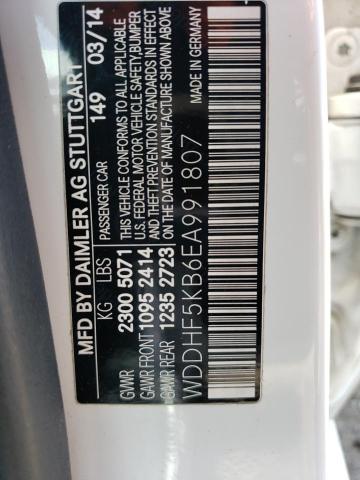 MFD BY DAIMLER AG STUTTGART
149 03/14
PASSENGER CAR
KG LBS
GVWR 2300 5071
GAWR FRONT 1095 2414
GAWR REAR 1235 2723
THIS VEHICLE CONFORMS TO ALL APPLICABLE
U.S. FEDERAL MOTOR VEHICLE SAFETY, BUMPER
AND THEFT PREVENTION STANDARDS IN EFFECT
ON THE DATE OF MANUFACTURE SHOWN ABOVE
MADE IN GERMANY
WDDHF5KB6EA991807